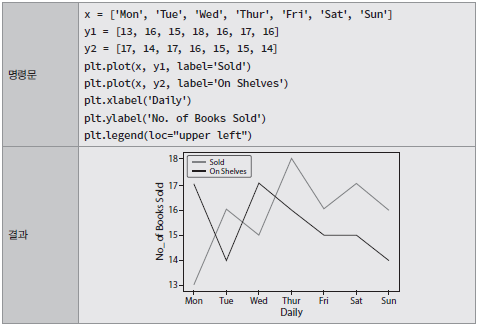 명령문
x = ['Mon', 'Tue', 'Wed', 'Thur', 'Fri', 'Sat', 'Sun']
y1 = [13, 16, 15, 18, 16, 17, 16]
y2 = [17, 14, 17, 16, 15, 15, 14]
plt.plot(x, y1, label='Sold')
plt.plot(x, y2, label='On Shelves')
plt.xlabel('Daily')
plt.ylabel('No. of Books Sold')
plt.legend(loc="upper left")
결과
Sold
On Shelves
No_of Books Sold
18
17
16
15
14
13
Mon Tue Wed Thur Fri Sat Sun
Daily